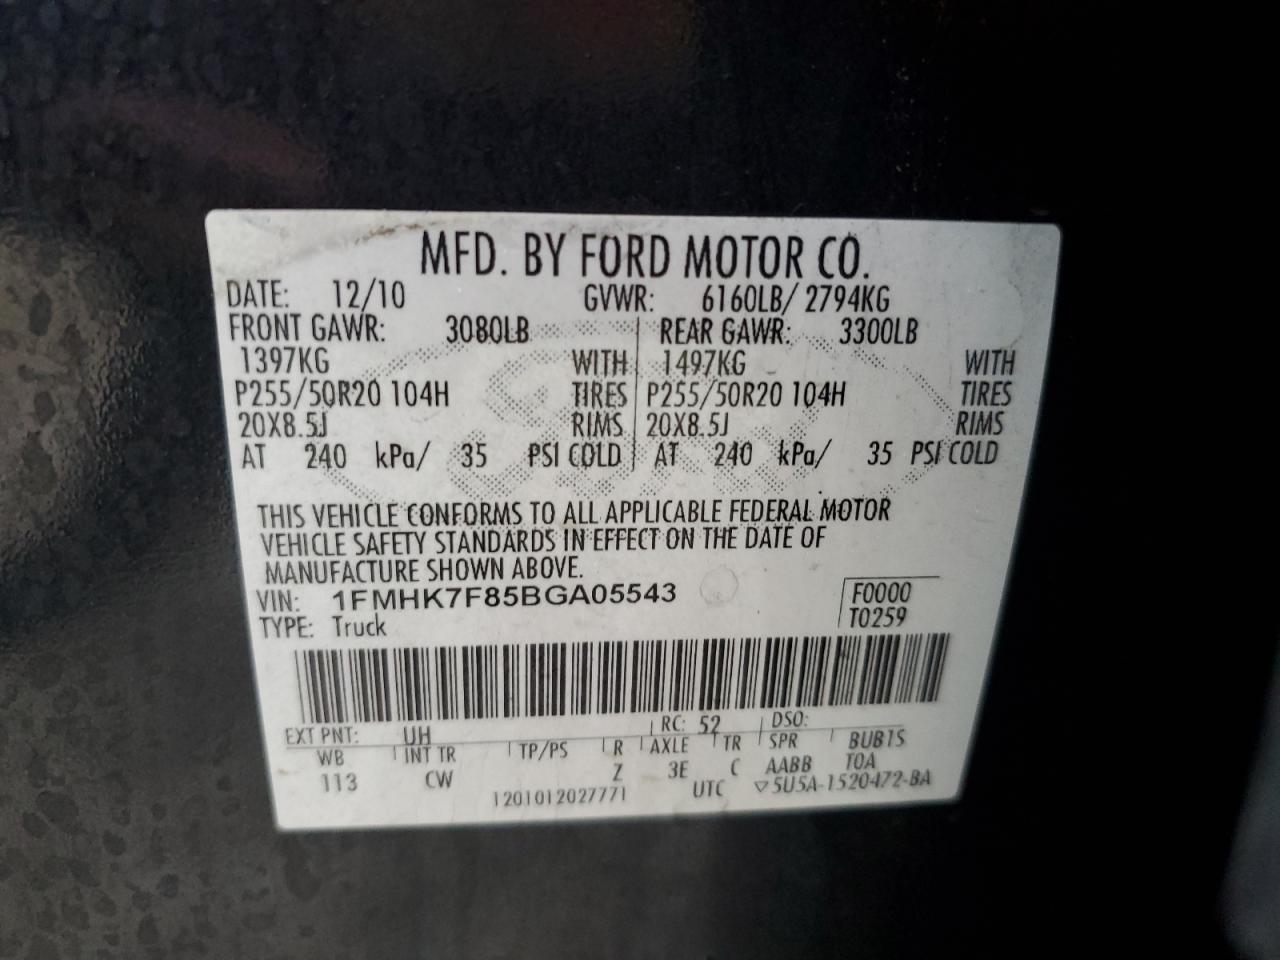 MFD. BY FORD MOTOR CO.
DATE: 12/10 GVWR: 6160LB/ 2794KG
FRONT GAWR: 3080LB REAR GAWR: 3300LB
1397KG WITH 1497KG WITH
P255/50R20 104H TIRES P255/50R20 104H TIRES
20X8.5J RIMS 20X8.5J RIMS
AT 240 kPa/ 35 PSI COLD AT 240 kPa/ 35 PSI COLD
THIS VEHICLE CONFORMS TO ALL APPLICABLE FEDERAL MOTOR
VEHICLE SAFETY STANDARDS IN EFFECT ON THE DATE OF
MANUFACTURE SHOWN ABOVE.
VIN: 1FMHK7F85BGA05543 F0000
TYPE: Truck T0259
EXT PNT: UH RC: 52 DSO:
WB INT TR TP/PS R AXLE TR SPR BUB1S
113 CW Z 3E C AABB TOA
1201012027771 UTC ▽5U5A-1520472-BA